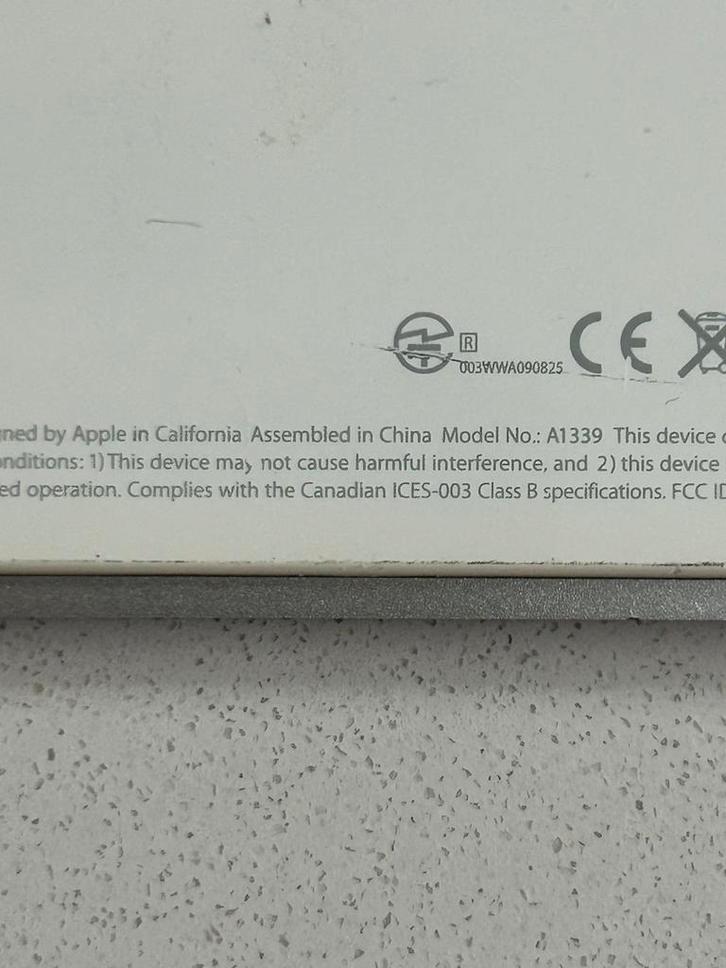 R
003WWA090825
CE
ned by Apple in California Assembled in China Model No.: A1339 This device
onditions: 1) This device may not cause harmful interference, and 2) this device
ed operation. Complies with the Canadian ICES-003 Class B specifications. FCC ID